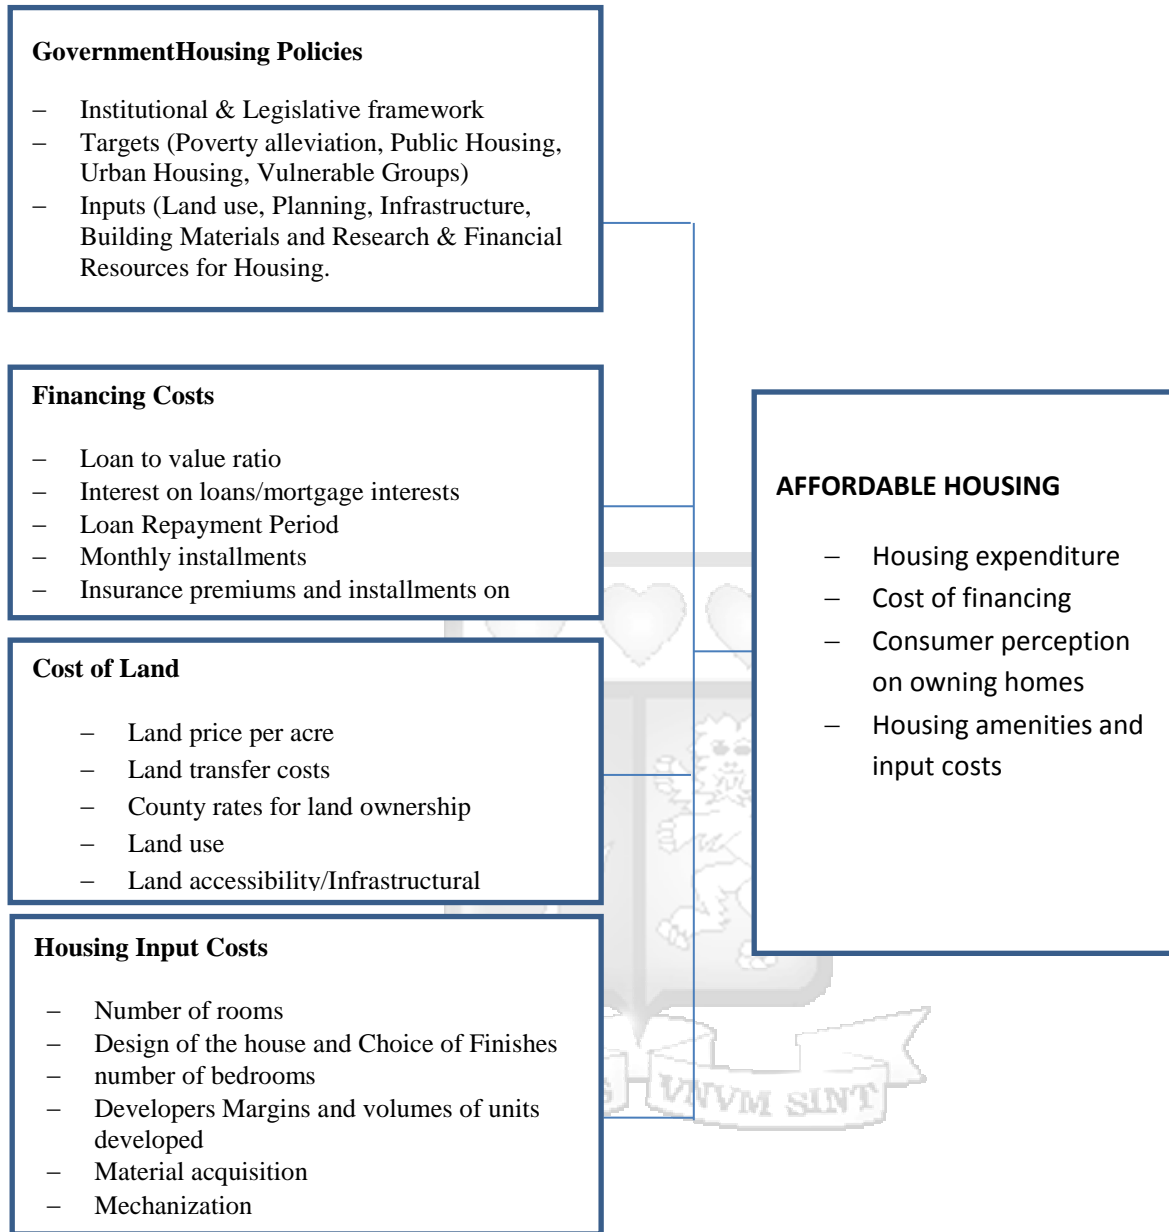 GovernmentHousing Policies
– Institutional & Legislative framework
– Targets (Poverty alleviation, Public Housing,
Urban Housing, Vulnerable Groups)
– Inputs (Land use, Planning, Infrastructure,
Building Materials and Research & Financial
Resources for Housing.
Financing Costs
– Loan to value ratio
– Interest on loans/mortgage interests
– Loan Repayment Period
– Monthly installments
– Insurance premiums and installments on
Cost of Land
– Land price per acre
– Land transfer costs
– County rates for land ownership
– Land use
– Land accessibility/Infrastructural
Housing Input Costs
– Number of rooms
– Design of the house and Choice of Finishes
– number of bedrooms
– Developers Margins and volumes of units
developed
– Material acquisition
– Mechanization
AFFORDABLE HOUSING
– Housing expenditure
– Cost of financing
– Consumer perception
on owning homes
– Housing amenities and
input costs
VNVM SINT